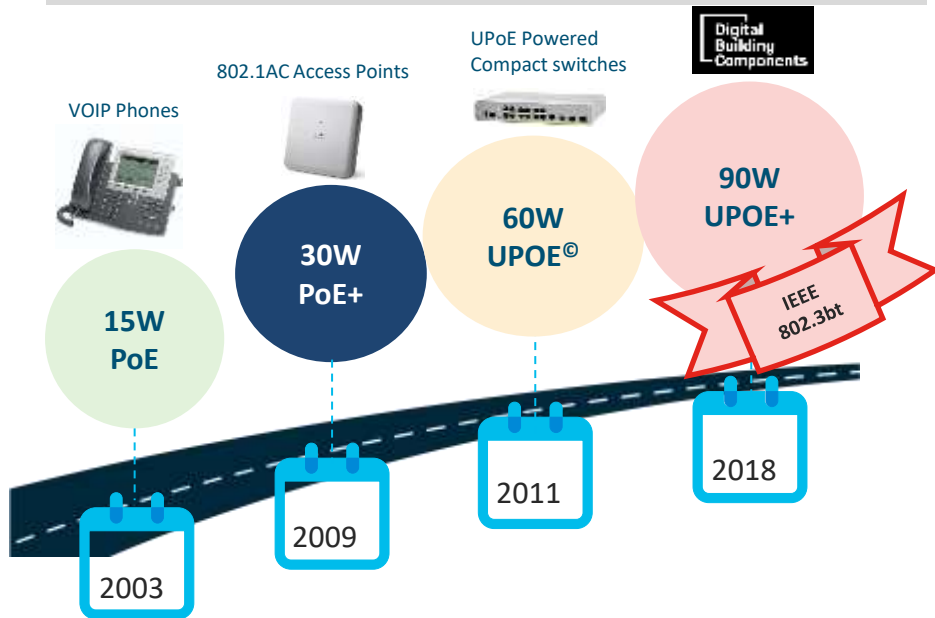 VOIP Phones
15W
PoE
2003
802.1AC Access Points
30W
PoE+
2009
UPoE Powered
Compact switches
60W
UPOE©
2011
Digital
Building
Components
90W
UPOE+
IEEE
802.3bt
2018